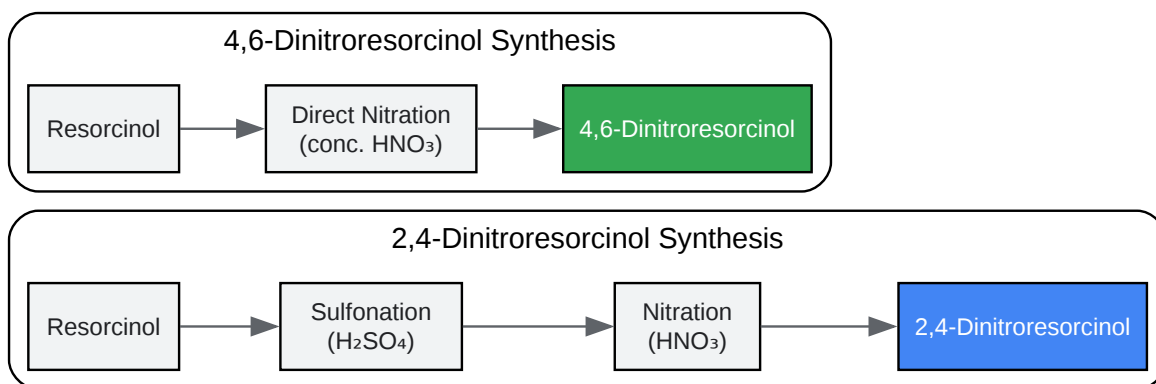 4,6-Dinitroresorcinol Synthesis
Resorcinol
Direct Nitration
(conc. HNO₃)
4,6-Dinitroresorcinol
2,4-Dinitroresorcinol Synthesis
Resorcinol
Sulfonation
(H₂SO₄)
Nitration
(HNO₃)
2,4-Dinitroresorcinol